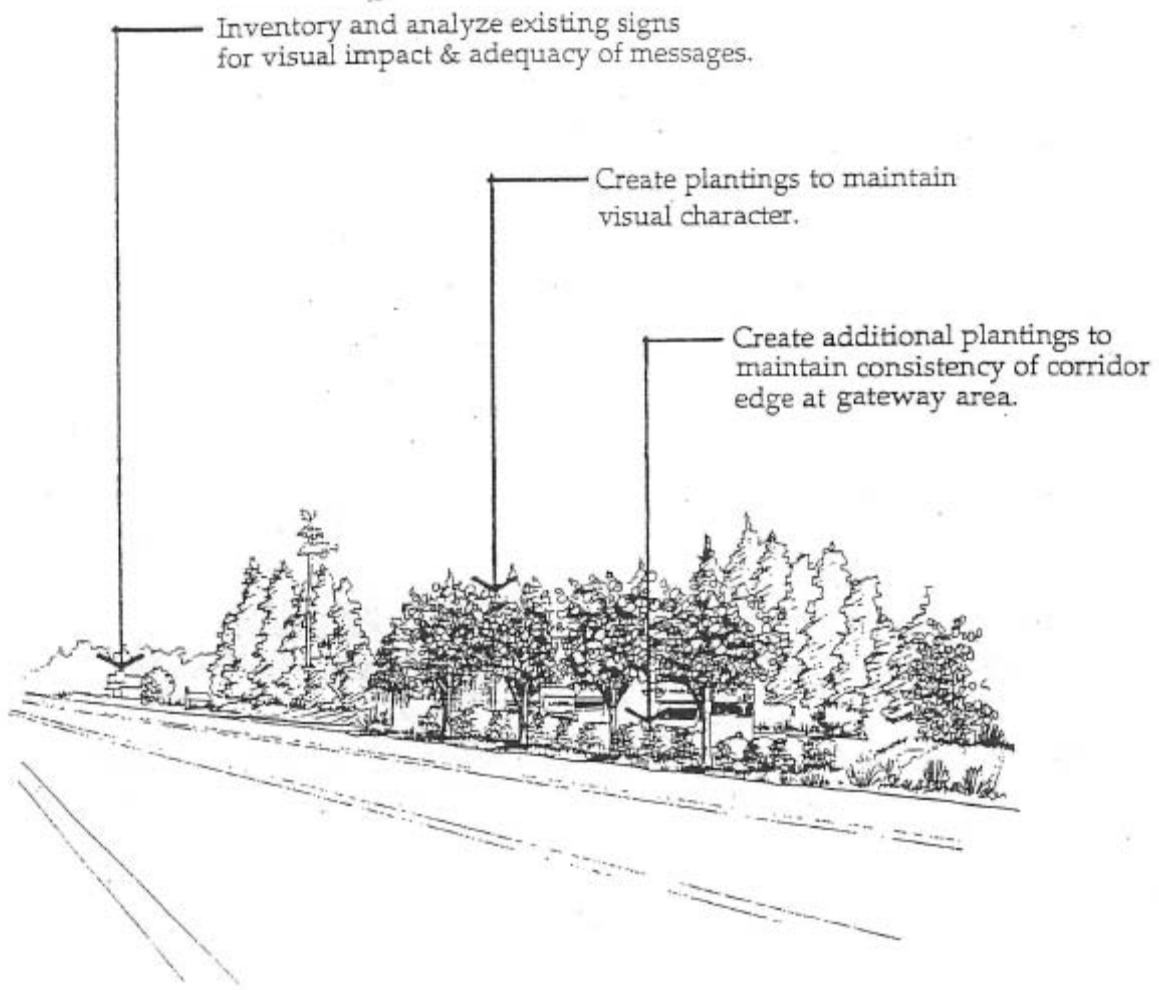 Inventory and analyze existing signs
for visual impact & adequacy of messages.
Create plantings to maintain
visual character.
Create additional plantings to
maintain consistency of corridor
edge at gateway area.